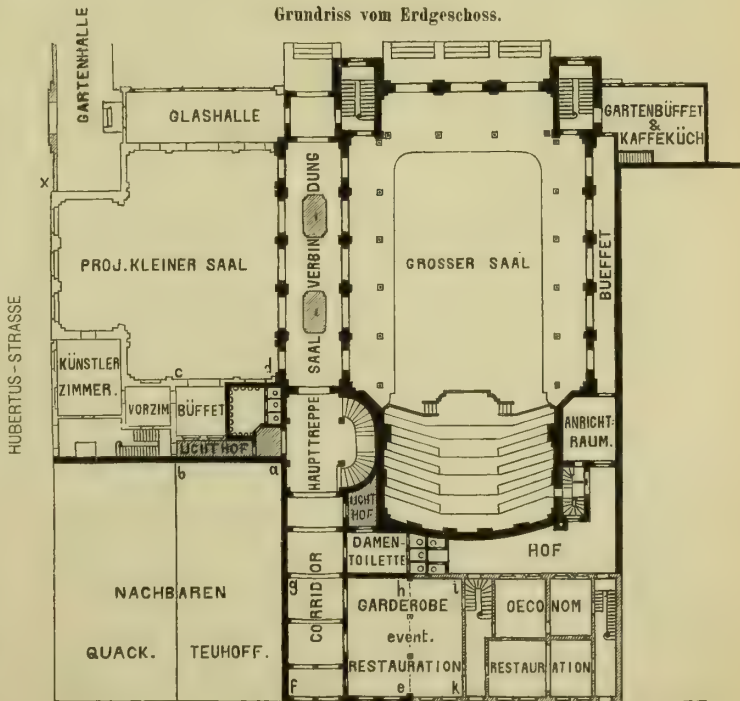 Grundriss vom Erdgeschoss.
GARTENHALLE
GLASHALLE
GARTENBÜFFET
&
KAFFEKÜCH
x
SAAL VERBINDUNG
PROJ. KLEINER SAAL
GROSSER SAAL
BUEFFET
HUBERTUS-STRASSE
KÜNSTLER
ZIMMER.
c
d
VORZIM
BÜFFET
LICHTHOF
b
a
HAUPTTREPPE
ANRICHT-
RAUM.
LICHT
HOF
DAMEN-
TOILETTE
HOF
CORRIDOR
g
h
i
NACHBAREN
GARDEROBE
OECONOM
event.
QUACK.
TEUHOFF.
RESTAURATION
RESTAURATION
f
e
k